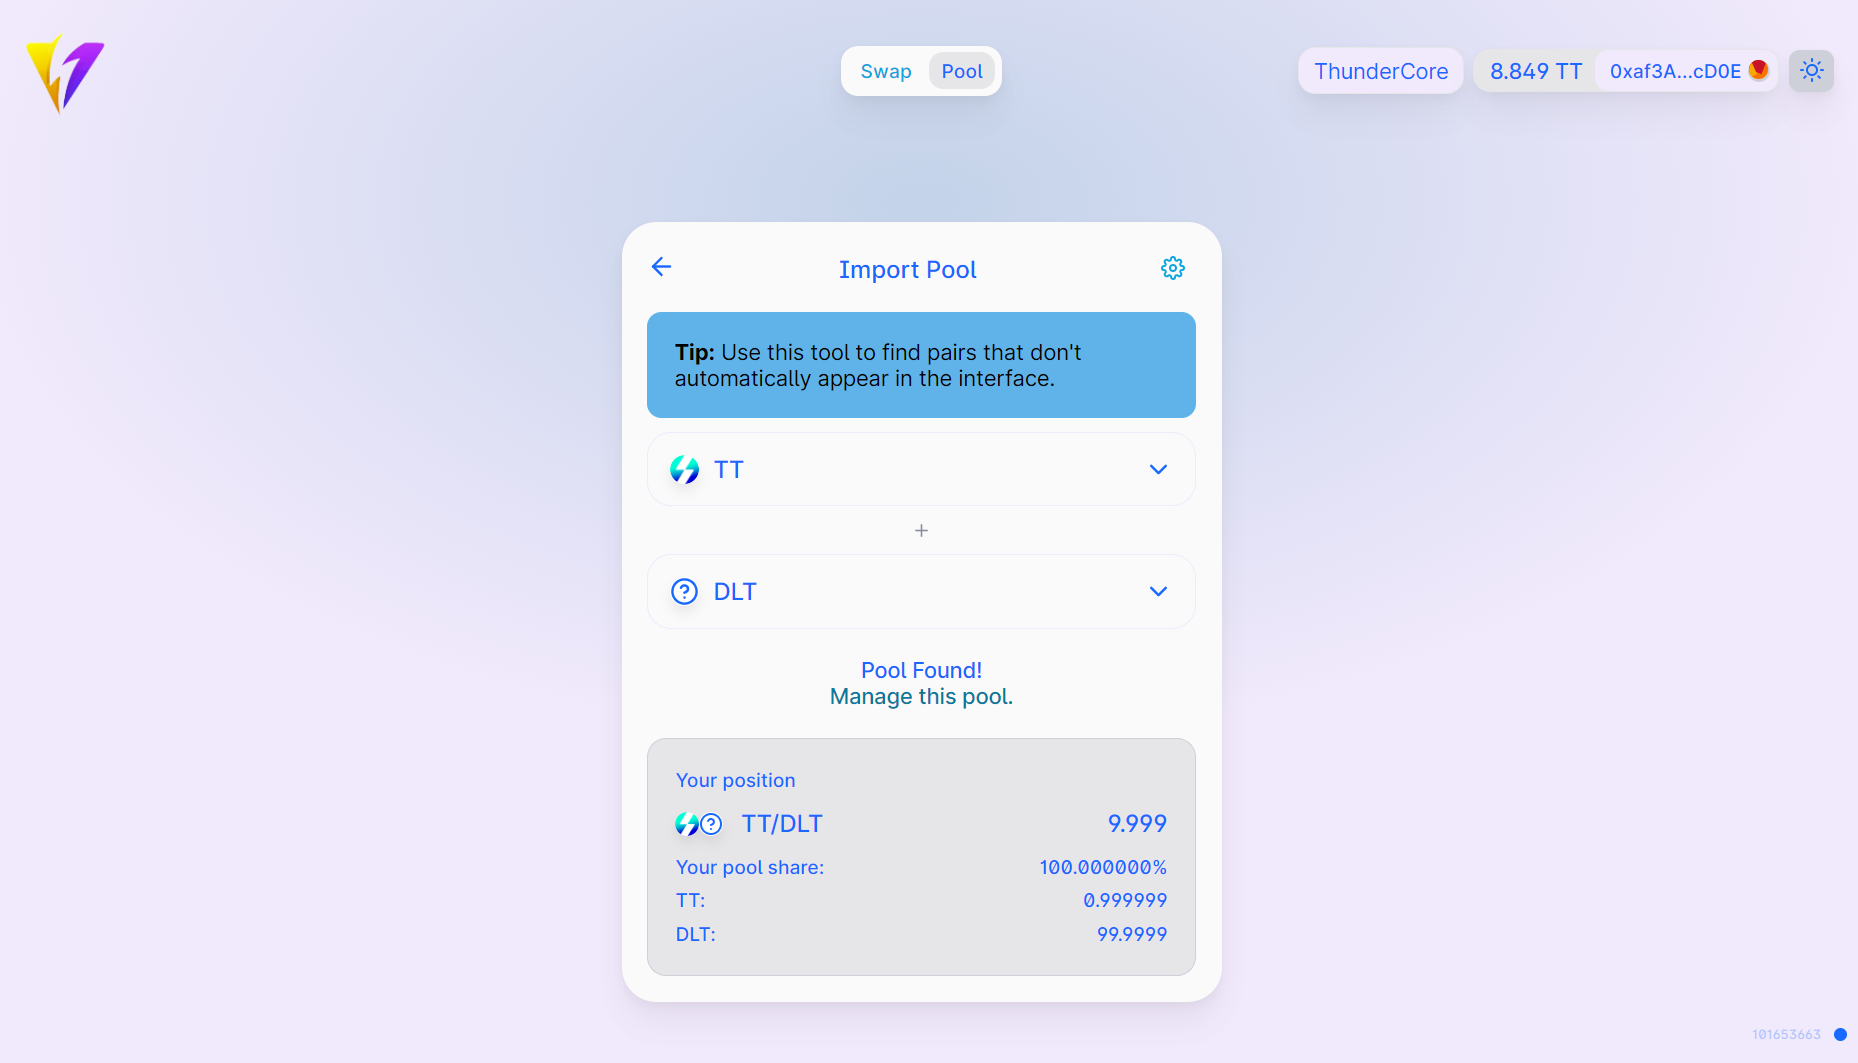 Swap
Pool
ThunderCore
8.849 TT
0xaf3A...cD0E
Import Pool
Tip: Use this tool to find pairs that don't
automatically appear in the interface.
TT
+
DLT
Pool Found!
Manage this pool.
Your position
TT/DLT 9.999
Your pool share: 100.000000%
TT: 0.999999
DLT: 99.9999
101653663